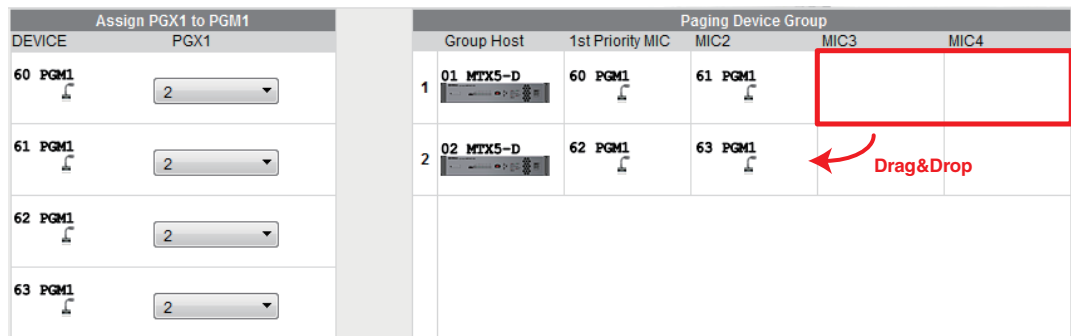 Assign PGX1 to PGM1
DEVICE PGX1
60 PGM1
2
61 PGM1
2
62 PGM1
2
63 PGM1
2
Paging Device Group
Group Host 1st Priority MIC MIC2 MIC3 MIC4
1 01 MTX5-D 60 PGM1 61 PGM1
2 02 MTX5-D 62 PGM1 63 PGM1
Drag&Drop